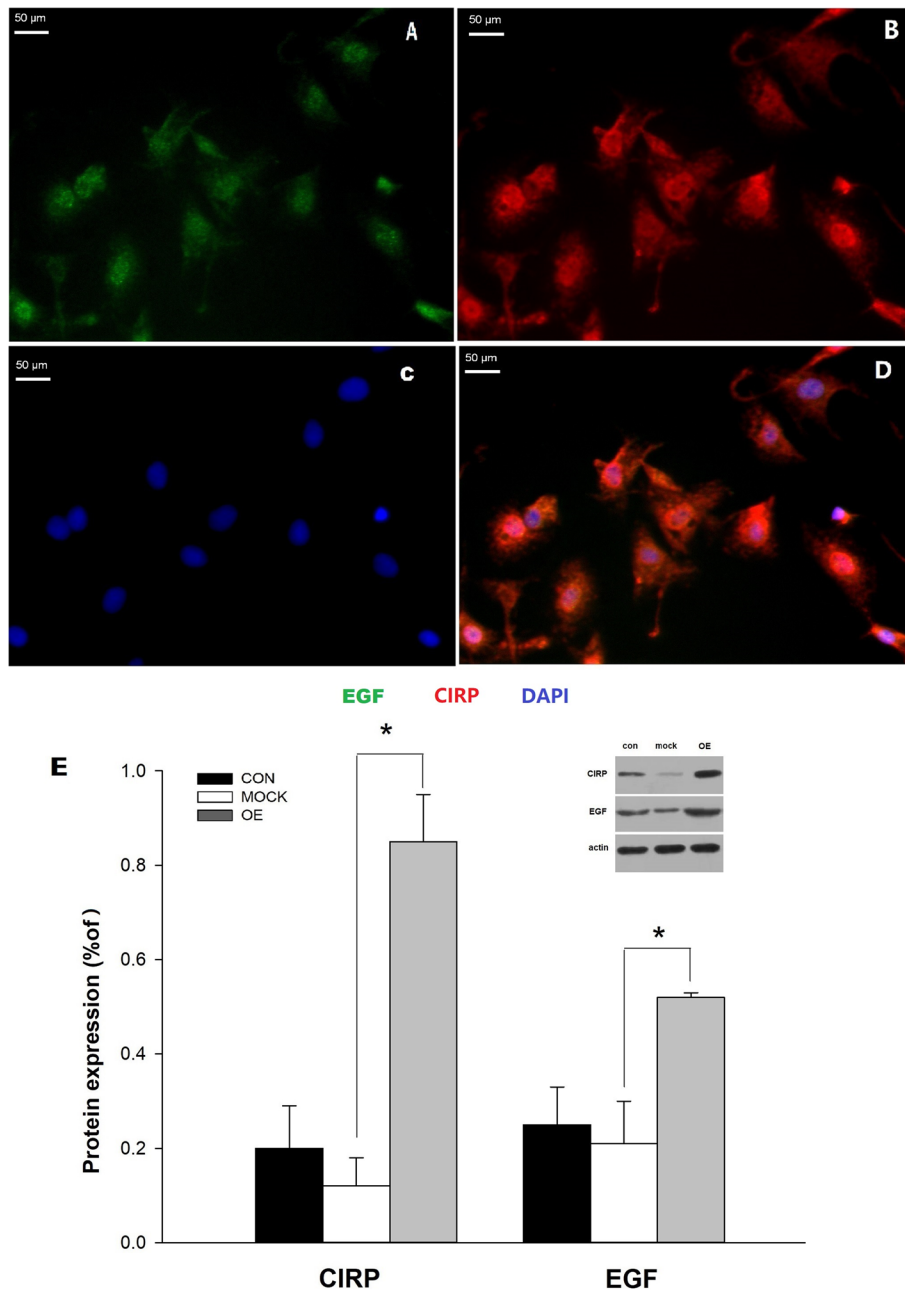 50 µm
A
50 µm
B
50 µm
c
50 µm
D
EGF CIRP DAPI
E
*
CON
MOCK
OE
con mock OE
CIRP
EGF
actin
*
Protein expression (%of )
1.0
0.8
0.6
0.4
0.2
0.0
CIRP EGF